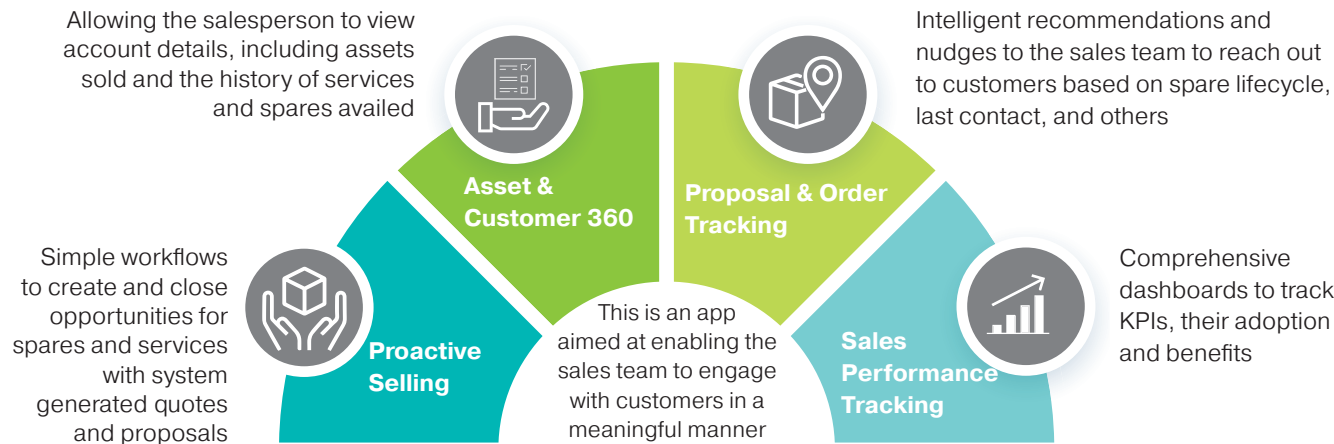 Allowing the salesperson to view
account details, including assets
sold and the history of services
and spares availed
Intelligent recommendations and
nudges to the sales team to reach out
to customers based on spare lifecycle,
last contact, and others
Asset &
Customer 360
Proposal & Order
Tracking
Simple workflows
to create and close
opportunities for
spares and services
with system
generated quotes
and proposals
Proactive
Selling
This is an app
aimed at enabling the
sales team to engage
with customers in a
meaningful manner
Sales
Performance
Tracking
Comprehensive
dashboards to track
KPIs, their adoption
and benefits